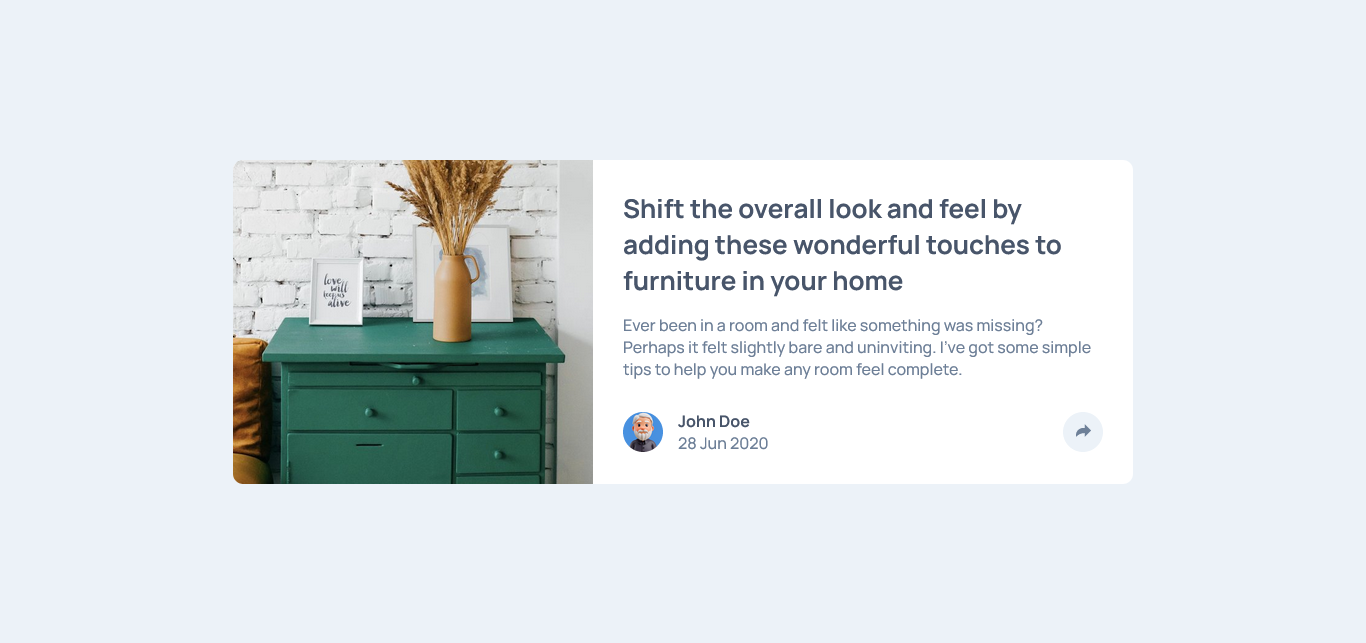 love
will
keep us
alive
Shift the overall look and feel by
adding these wonderful touches to
furniture in your home
Ever been in a room and felt like something was missing?
Perhaps it felt slightly bare and uninviting. I've got some simple
tips to help you make any room feel complete.
John Doe
28 Jun 2020